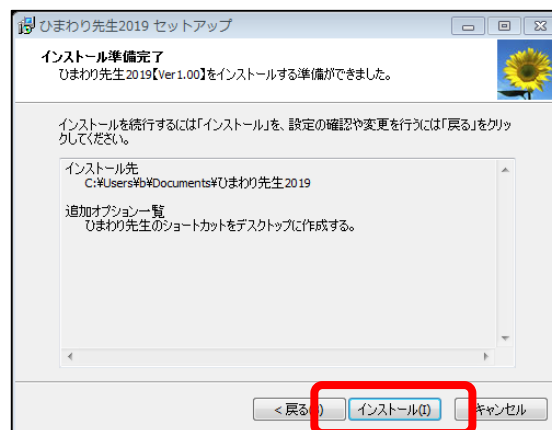 ひまわり先生2019 セットアップ
インストール準備完了
ひまわり先生2019【Ver1.00】をインストールする準備ができました。
インストールを続行するには「インストール」を、設定の確認や変更を行うには「戻る」をクリッ
クしてください。
インストール先
C:¥Users¥b¥Documents¥ひまわり先生2019
追加オプション一覧
ひまわり先生のショートカットをデスクトップに作成する。
< 戻る
インストール(I)
キャンセル